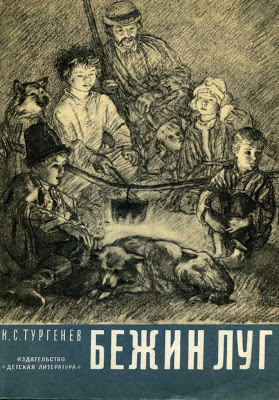 И.С.ТУРГЕНЕВ
БЕЖИН ЛУГ
ИЗДАТЕЛЬСТВО
«ДЕТСКАЯ ЛИТЕРАТУРА»